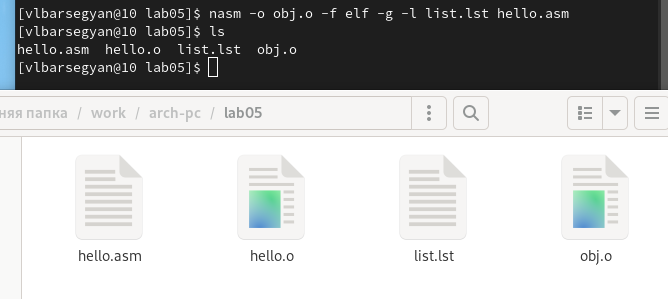 [vlbarsegyan@10 lab05]$ nasm -o obj.o -f elf -g -l list.lst hello.asm
[vlbarsegyan@10 lab05]$ ls
hello.asm  hello.o  list.lst  obj.o
[vlbarsegyan@10 lab05]$
няя папка / work / arch-pc / lab05
hello.asm hello.o list.lst obj.o